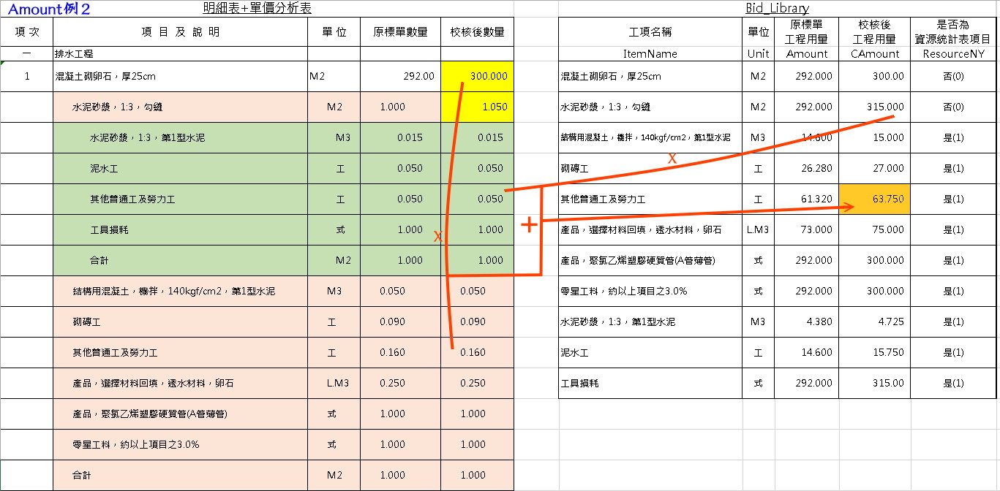 Amount例2
明細表+單價分析表
Bid_Library
項 次 項 目 及 說 明 單 位 原標單數量 校核後數量
一 排水工程
1 混凝土砌卵石，厚25cm M2 292.00 300.000
水泥砂漿，1:3，勾縫 M2 1.000 1.050
水泥砂漿，1:3，第1型水泥 M3 0.015 0.015
泥水工 工 0.050 0.050
其他普通工及勞力工 工 0.050 0.050
工具損耗 式 1.000 1.000
合計 M2 1.000 1.000
結構用混凝土，機拌，140kgf/cm2，第1型水泥 M3 0.050 0.050
砌磚工 工 0.090 0.090
其他普通工及勞力工 工 0.160 0.160
產品，選擇材料回填，透水材料，卵石 L.M3 0.250 0.250
產品，聚氯乙烯塑膠硬質管(A管薄管) 式 1.000 1.000
零星工料，約以上項目之3.0% 式 1.000 1.000
合計 M2 1.000 1.000
X
+
X
工項名稱 單位 原標單 校核後 是否為
工程用量 工程用量 資源統計表項目
ItemName Unit Amount CAmount ResourceNY
混凝土砌卵石，厚25cm M2 292.000 300.00 否(0)
水泥砂漿，1:3，勾縫 M2 292.000 315.000 否(0)
結構用混凝土，機拌，140kgf/cm2，第1型水泥 M3 14.600 15.000 是(1)
砌磚工 工 26.280 27.000 是(1)
其他普通工及勞力工 工 61.320 63.750 是(1)
產品，選擇材料回填，透水材料，卵石 L.M3 73.000 75.000 是(1)
產品，聚氯乙烯塑膠硬質管(A管薄管) 式 292.000 300.000 是(1)
零星工料，約以上項目之3.0% 式 292.000 300.000 是(1)
水泥砂漿，1:3，第1型水泥 M3 4.380 4.725 是(1)
泥水工 工 14.600 15.750 是(1)
工具損耗 式 292.000 315.00 是(1)